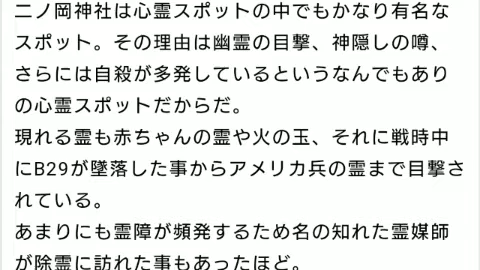 二ノ岡神社は心霊スポットの中でもかなり有名な
スポット。その理由は幽霊の目撃、神隠しの噂、
さらには自殺が多発しているというなんでもあり
の心霊スポットだからだ。
現れる霊も赤ちゃんの霊や火の玉、それに戦時中
にB29が墜落した事からアメリカ兵の霊まで目撃さ
れている。
あまりにも霊障が頻発するため名の知れた霊媒師
が除霊に訪れた事もあったほど。